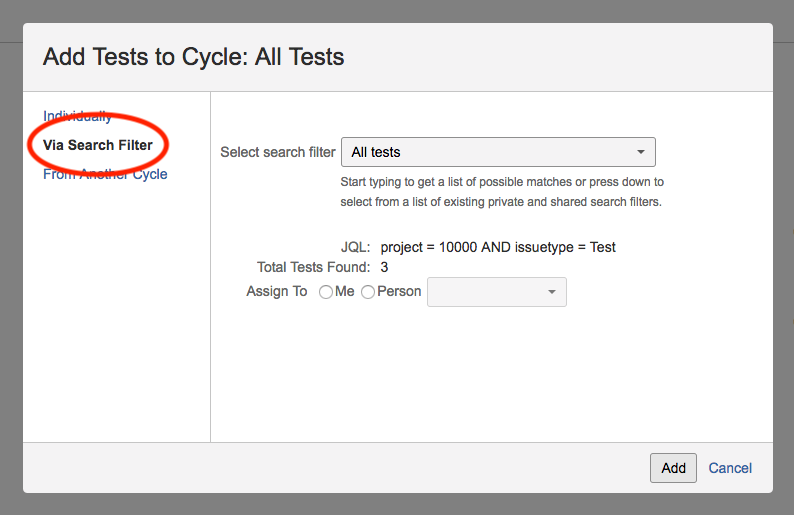 Add Tests to Cycle: All Tests
Individually
Via Search Filter
From Another Cycle
Select search filter All tests
Start typing to get a list of possible matches or press down to
select from a list of existing private and shared search filters.
JQL: project = 10000 AND issuetype = Test
Total Tests Found: 3
Assign To Me Person
Add Cancel